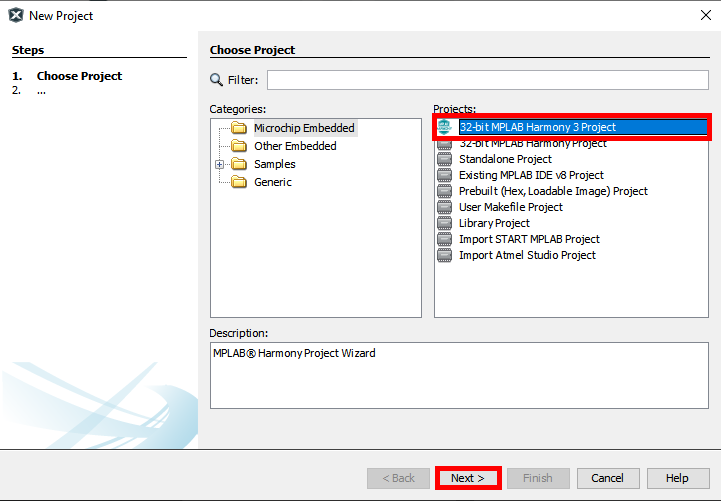 New Project
Steps
1. Choose Project
2. ...
Choose Project
Filter:
Categories:
Microchip Embedded
Other Embedded
Samples
Generic
Projects:
32-bit MPLAB Harmony 3 Project
32-bit MPLAB Harmony Project
Standalone Project
Existing MPLAB IDE v8 Project
Prebuilt (Hex, Loadable Image) Project
User Makefile Project
Library Project
Import START MPLAB Project
Import Atmel Studio Project
Description:
MPLAB® Harmony Project Wizard
< Back
Next >
Finish
Cancel
Help